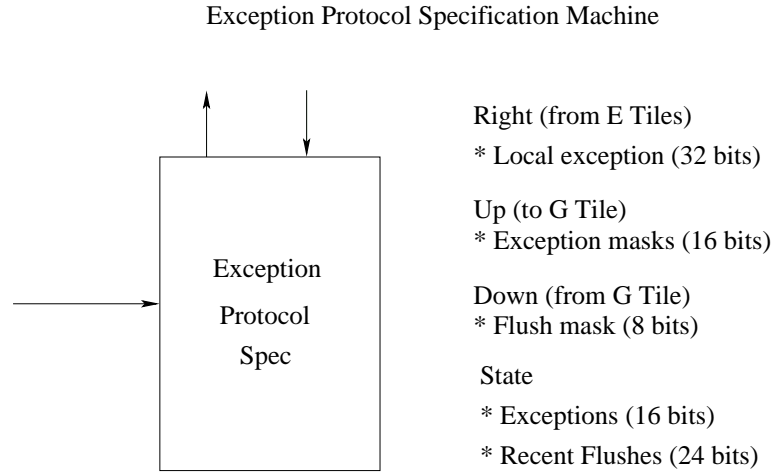 Exception Protocol Specification Machine
Right (from E Tiles)
* Local exception (32 bits)
Up (to G Tile)
* Exception masks (16 bits)
Exception
Protocol
Spec
Down (from G Tile)
* Flush mask (8 bits)
State
* Exceptions (16 bits)
* Recent Flushes (24 bits)